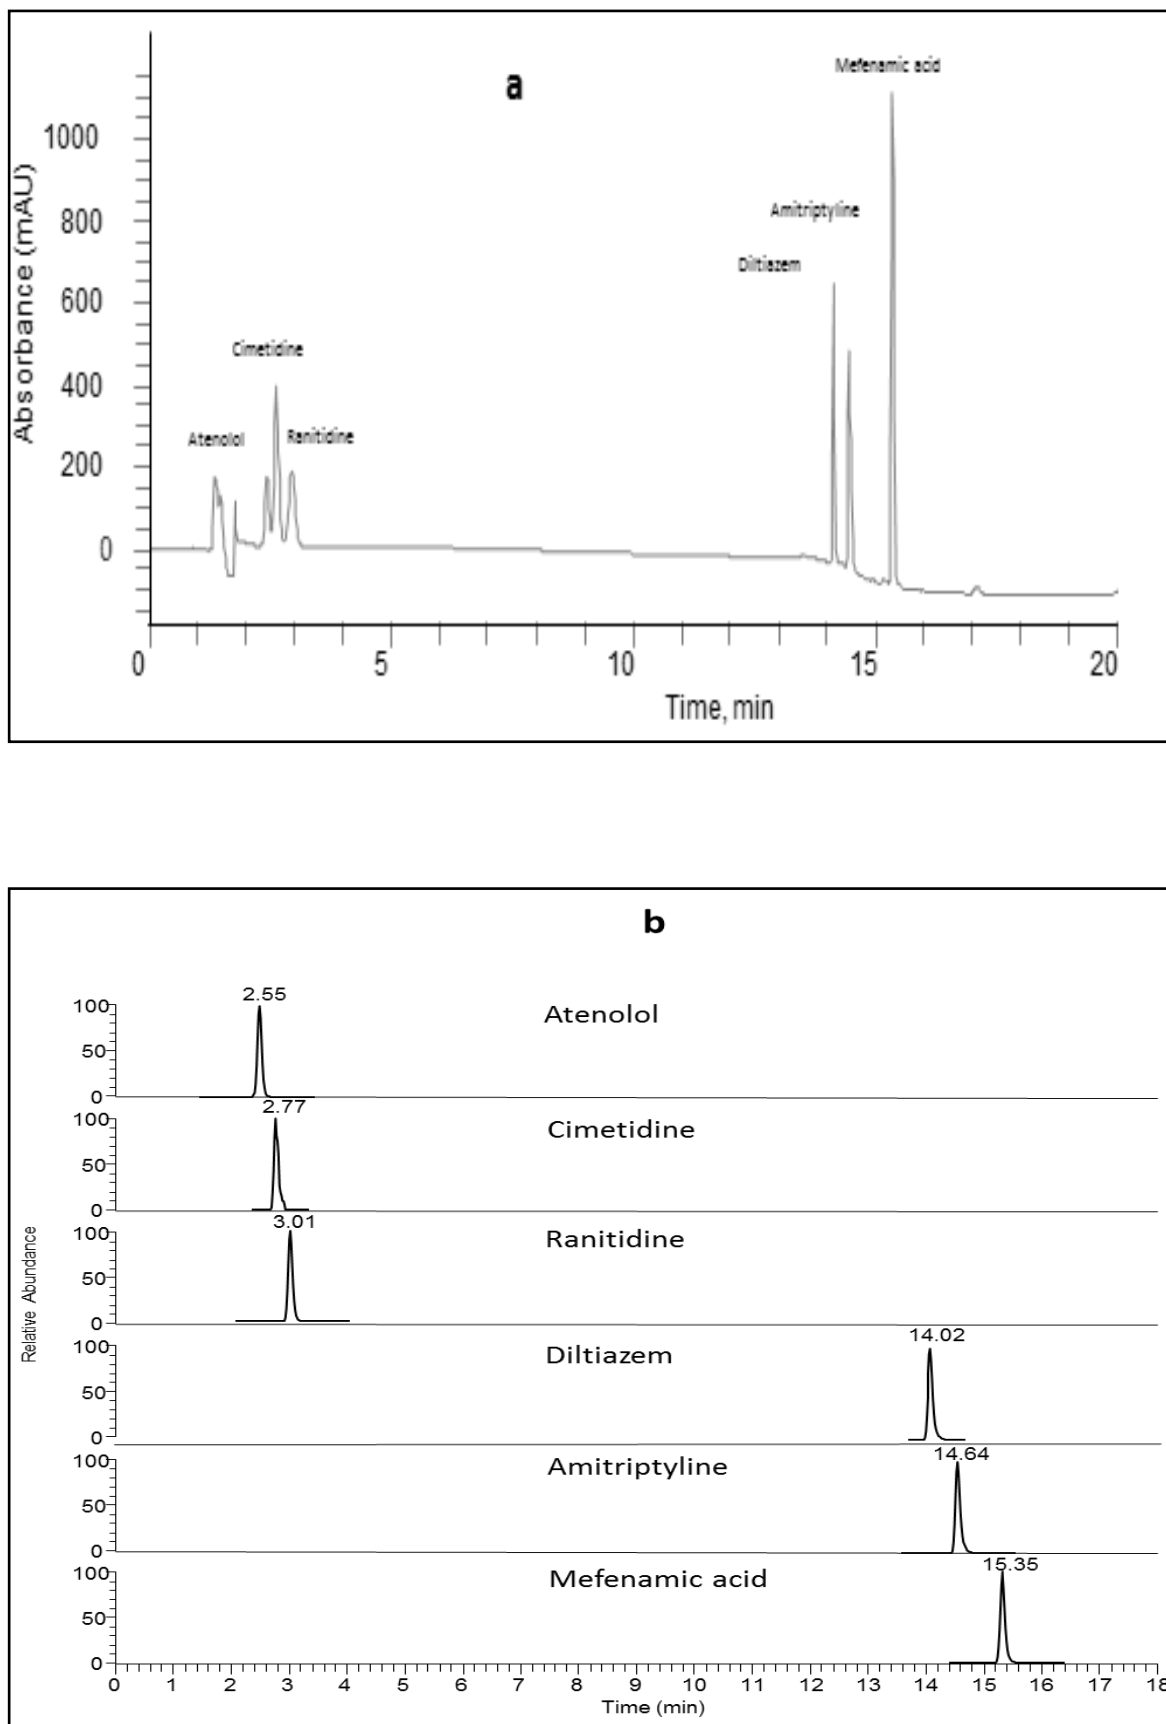 a
Mefenamic acid
Amitriptyline
Diltiazem
Cimetidine
Atenolol
Ranitidine
Absorbance (mAU)
1000
800
600
400
200
0
0 5 10 15 20
Time, min
b
Relative Abundance
2.55
Atenolol
100
50
0
2.77
Cimetidine
100
50
0
3.01
Ranitidine
100
50
0
14.02
Diltiazem
100
50
0
14.64
Amitriptyline
100
50
0
15.35
Mefenamic acid
100
50
0
0 1 2 3 4 5 6 7 8 9 10 11 12 13 14 15 16 17 18
Time (min)